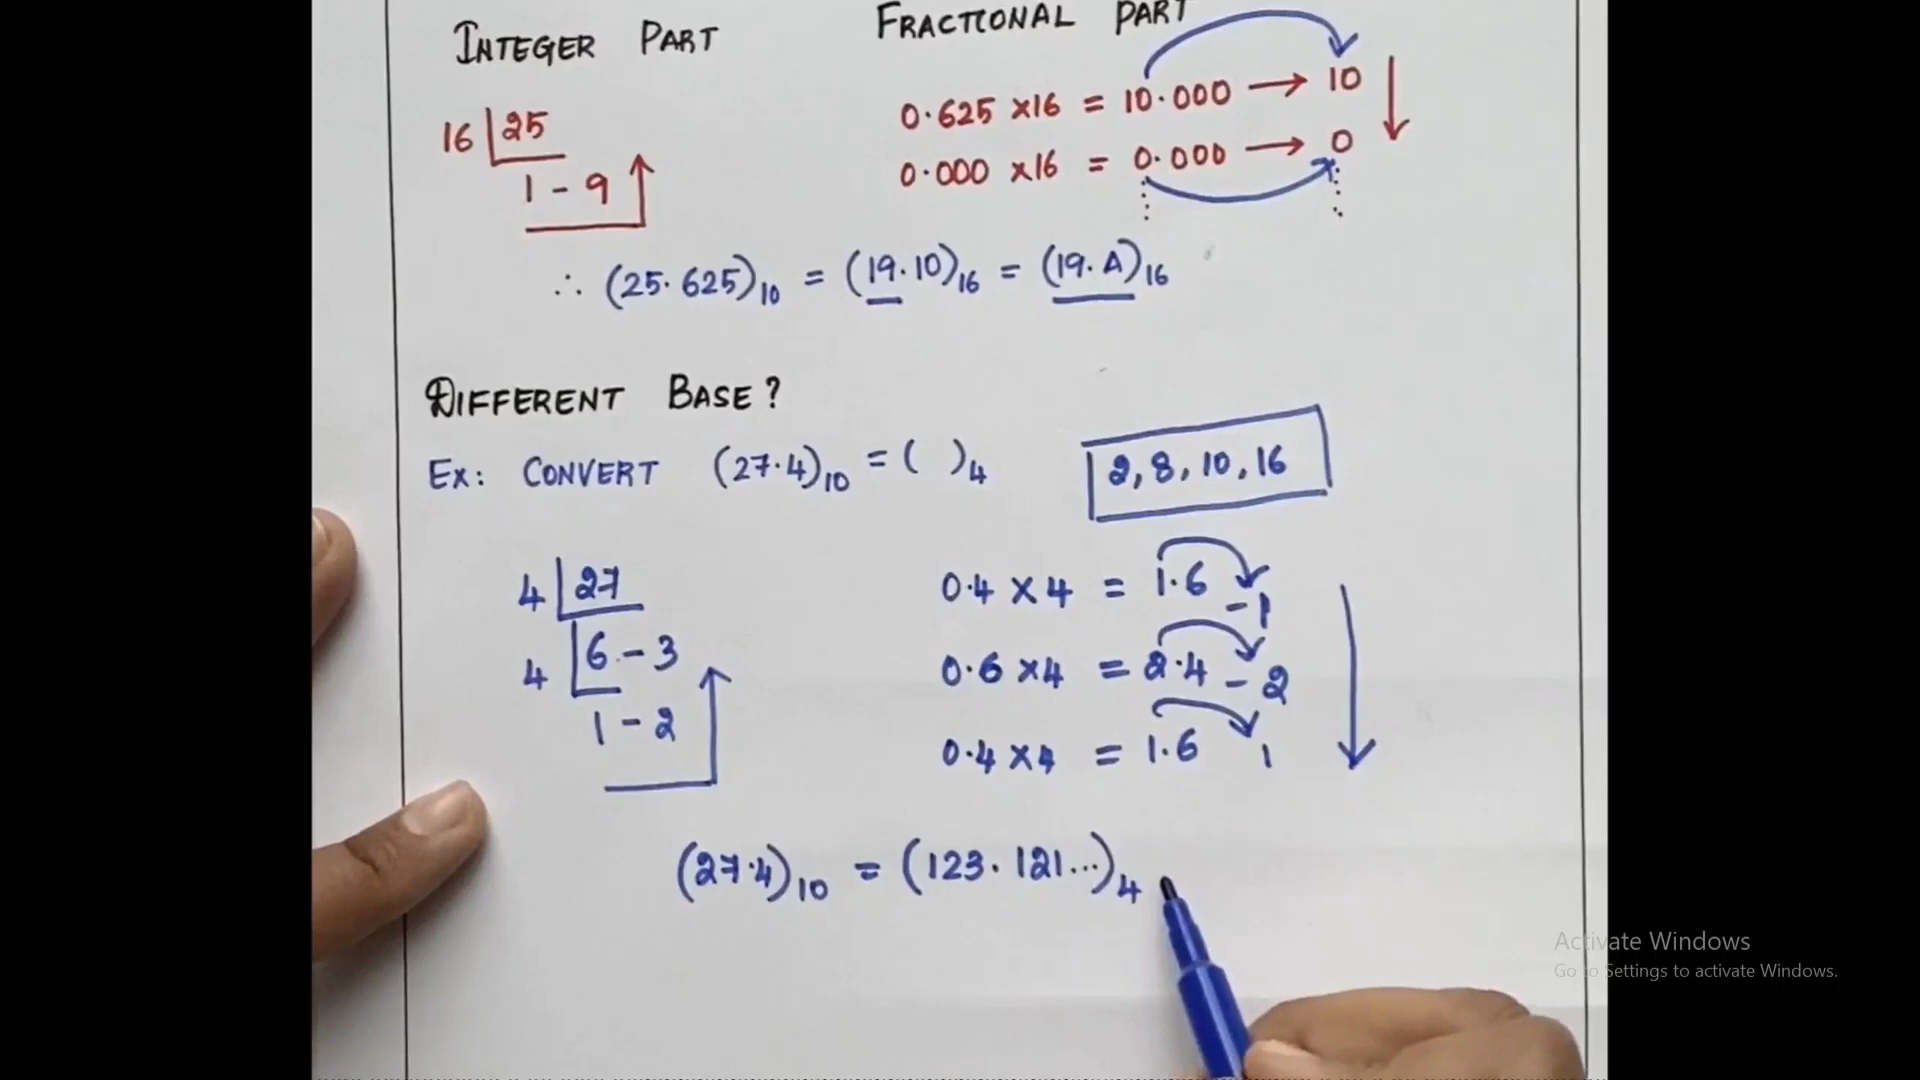 INTEGER PART
FRACTIONAL PART
16 25
1 - 9
0.625 x16 = 10.000 → 10
0.000 x16 = 0.000 → 0
∴ (25.625)10 = (19.10)16 = (19.A)16
DIFFERENT BASE?
Ex: CONVERT (27.4)10 = ( )4
2, 8, 10, 16
4 27
4 6 - 3
1 - 2
0.4 x 4 = 1.6 - 1
0.6 x4 = 2.4 - 2
0.4 x4 = 1.6 1
(27.4)10 = (123.121...)4
Activate Windows
Go to Settings to activate Windows.